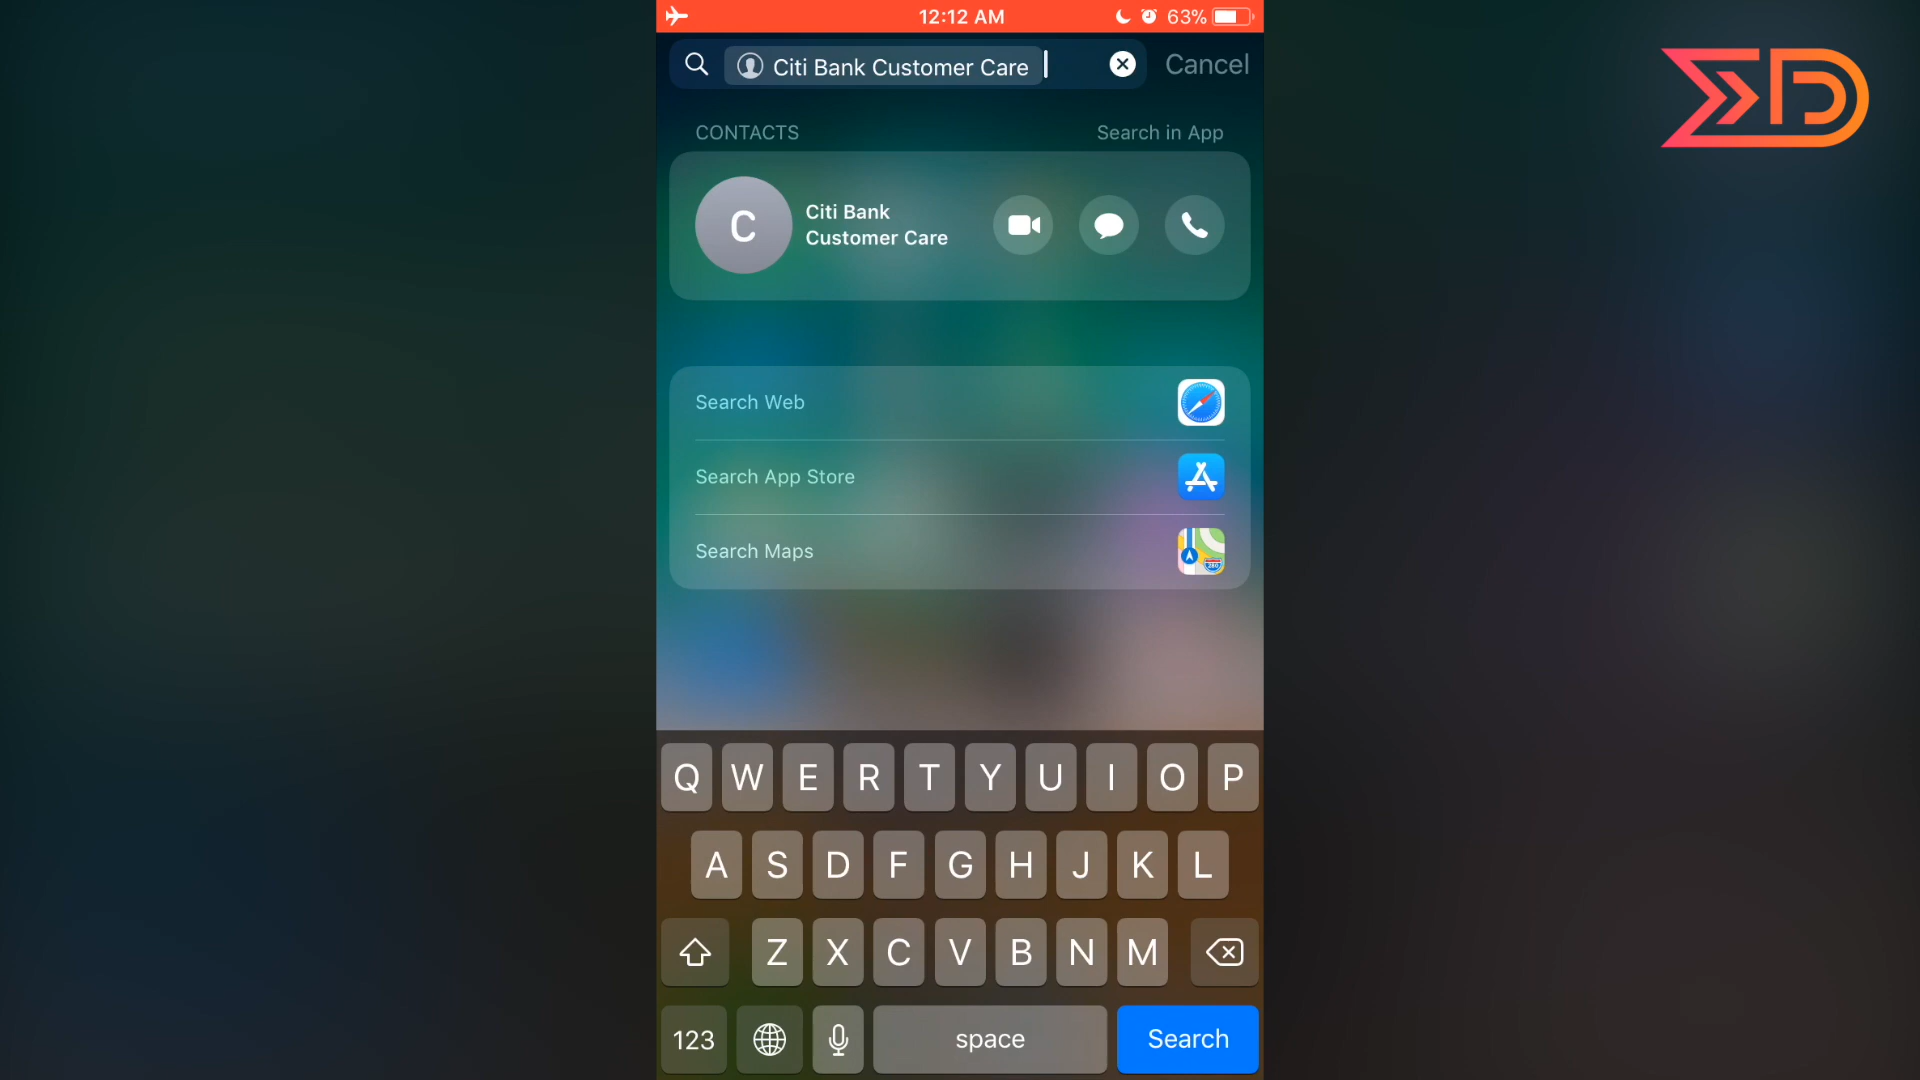 12:12 AM
63%
Citi Bank Customer Care
Cancel
CONTACTS
Search in App
C
Citi Bank
Customer Care
Search Web
Search App Store
Search Maps
280
Q W E R T Y U I O P
A S D F G H J K L
Z X C V B N M
123
space
Search